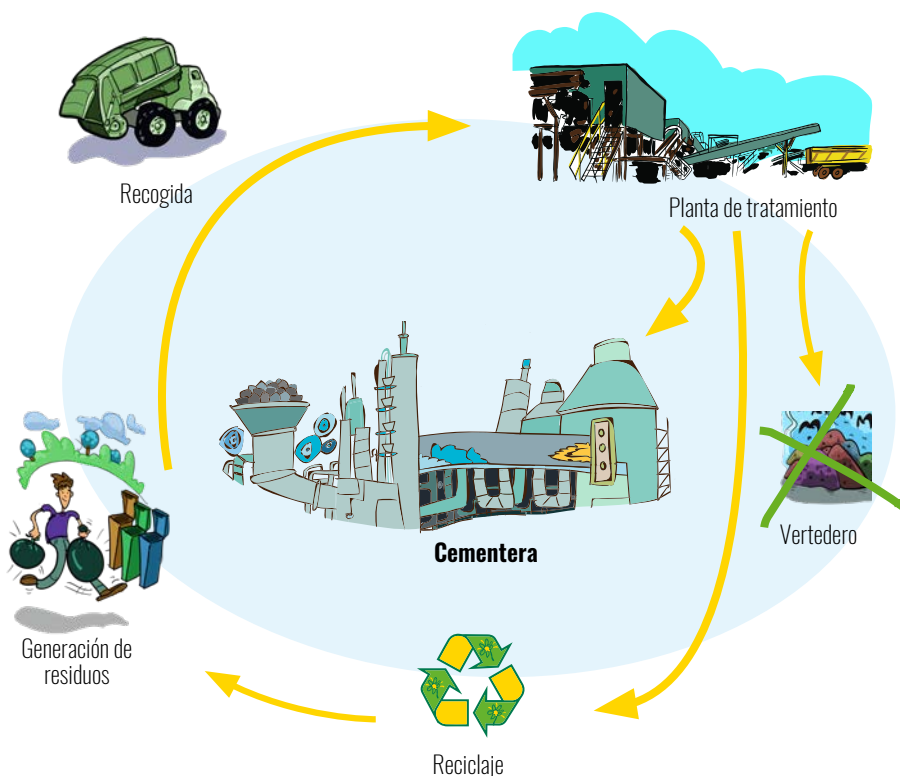 Recogida
Planta de tratamiento
Cementera
Vertedero
Generación de
residuos
Reciclaje